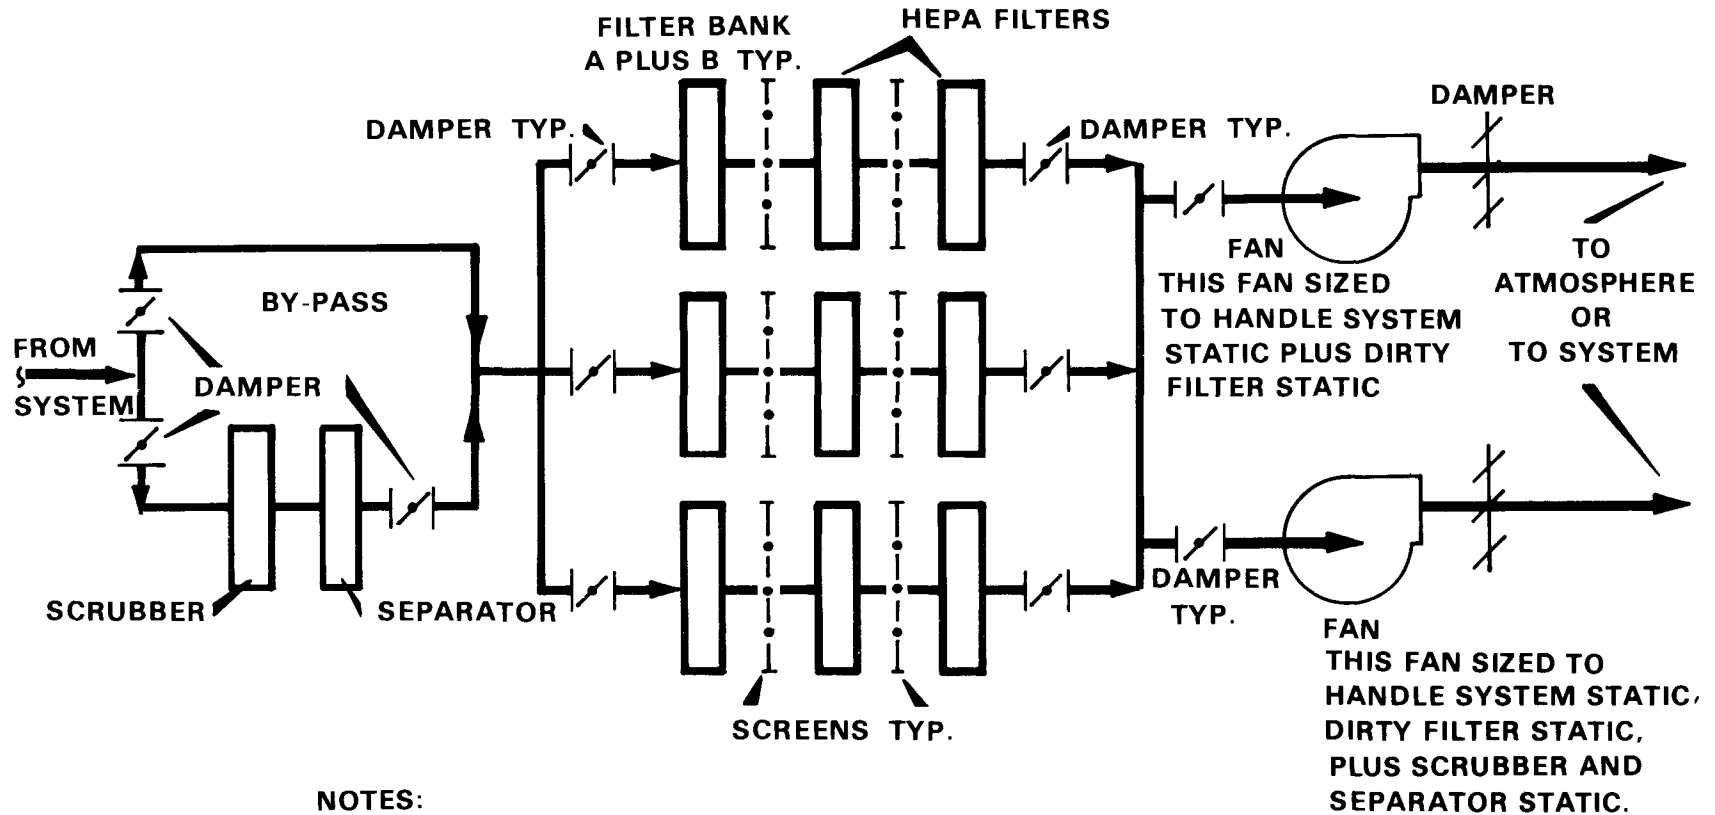 FILTER BANK
A PLUS B TYP.
HEPA FILTERS
DAMPER TYP.
DAMPER TYP.
DAMPER
BY-PASS
FROM
SYSTEM
DAMPER
SCRUBBER
SEPARATOR
SCREENS TYP.
FAN
THIS FAN SIZED
TO HANDLE SYSTEM
STATIC PLUS DIRTY
FILTER STATIC
TO
ATMOSPHERE
OR
TO SYSTEM
DAMPER
TYP.
FAN
THIS FAN SIZED TO
HANDLE SYSTEM STATIC,
DIRTY FILTER STATIC,
PLUS SCRUBBER AND
SEPARATOR STATIC.
NOTES: